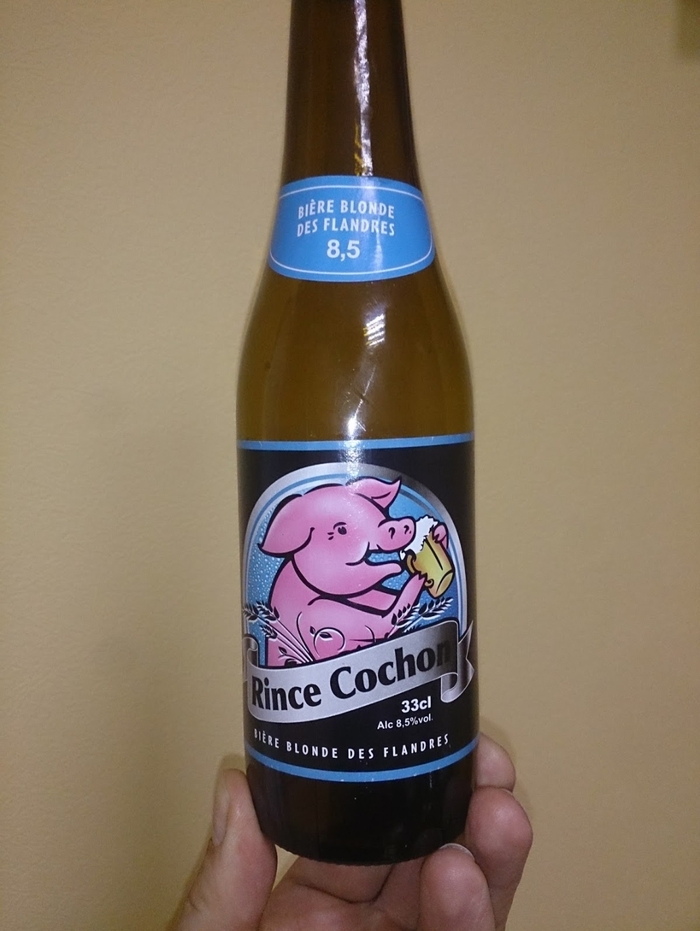 BIÈRE BLONDE
DES FLANDRES
8,5
Rince Cochon
33cl
Alc 8,5%vol.
BIÈRE BLONDE DES FLANDRES